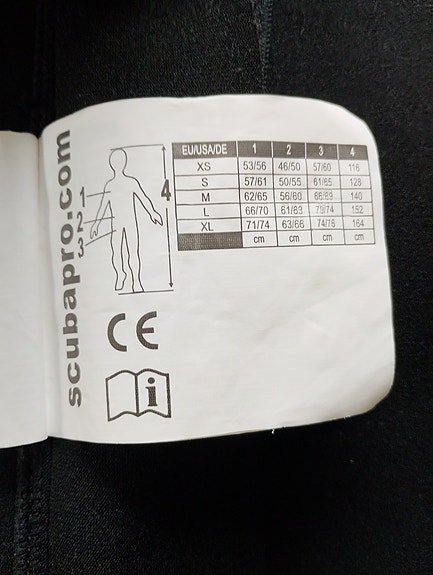 scubapro.com
1
2
3
4
EU/USA/DE 1 2 3 4
XS 53/56 46/50 57/60 116
S 57/61 50/55 61/65 128
M 62/65 56/60 66/69 140
L 66/70 61/63 70/74 152
XL 71/74 63/66 74/76 164
cm cm cm cm
CE
i